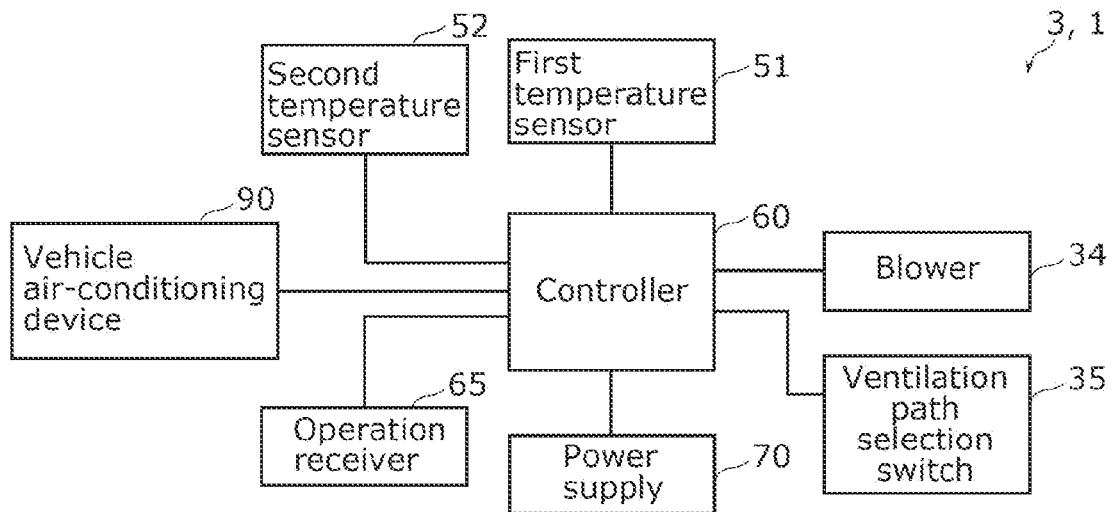 3, 1
52
Second
temperature
sensor
First
temperature
sensor
51
90
Vehicle
air-conditioning
device
60
Controller
Blower
34
65
Operation
receiver
Power
supply
70
Ventilation
path
selection
switch
35